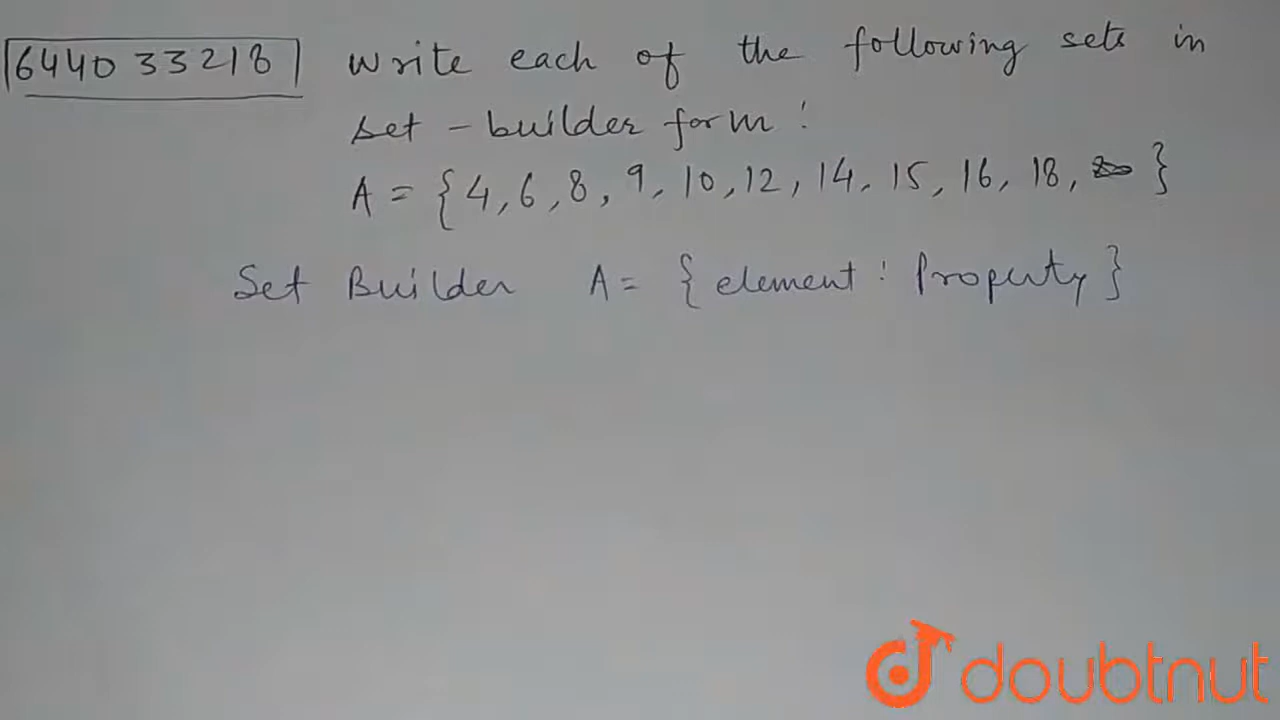 6440 33218 Write each of the following sets in
set - builder form :
A = {4, 6, 8, 9, 10, 12, 14, 15, 16, 18, }
Set Builder A = { element : Property }
doubtnut